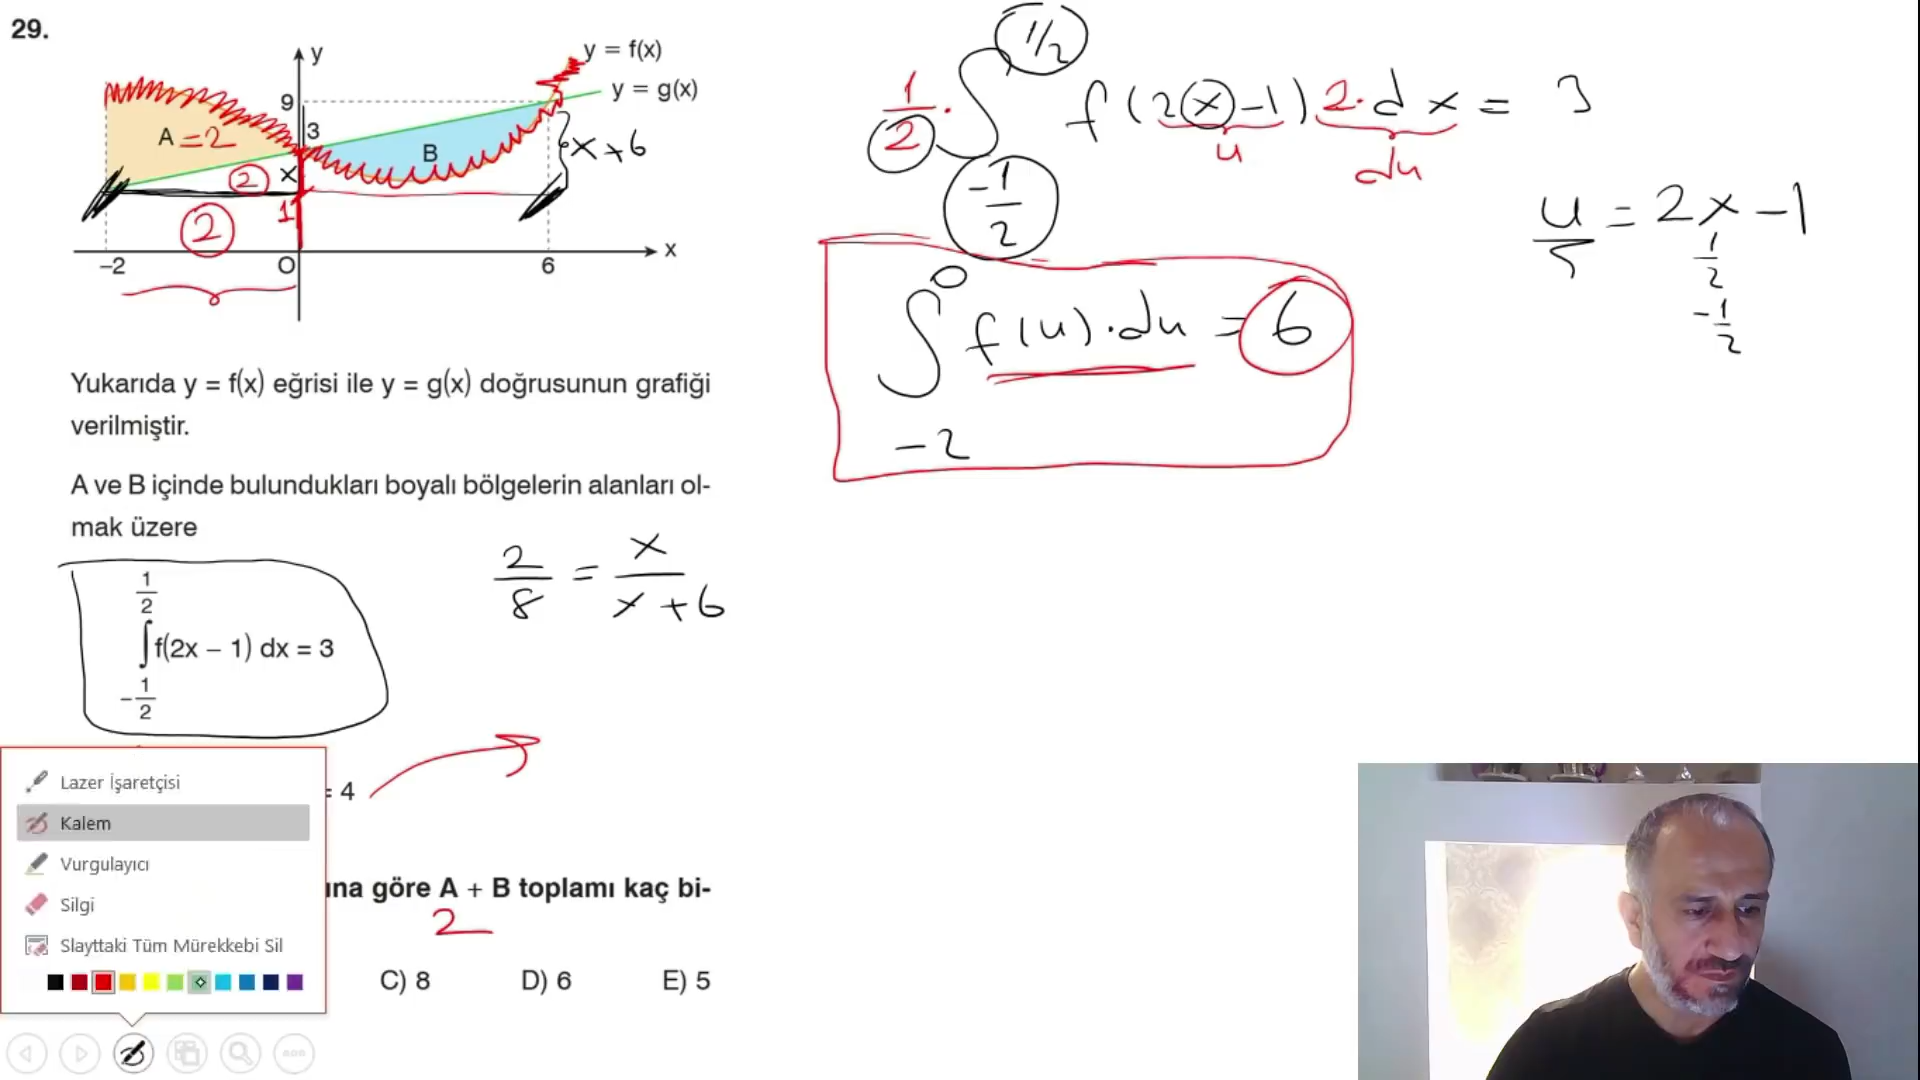 29.
y
y = f(x)
y = g(x)
9
3
A = 2
B
x + 6
x
2
1
2
-2
O
6
x
Yukarıda y = f(x) eğrisi ile y = g(x) doğrusunun grafiği
verilmiştir.
A ve B içinde bulundukları boyalı bölgelerin alanları ol-
mak üzere
1/2
∫ f(2x – 1) dx = 3
-1/2
2/8 = x/x + 6
= 4
una göre A + B toplamı kaç bi-
2
C) 8
D) 6
E) 5
1/2
1/2 · ∫ f(2x-1) 2·dx = 3
u
du
-1/2
u = 2x-1
1/2
-1/2
0
∫ f(u)·du = 6
-2
Lazer İşaretçisi
Kalem
Vurgulayıcı
Silgi
Slayttaki Tüm Mürekkebi Sil